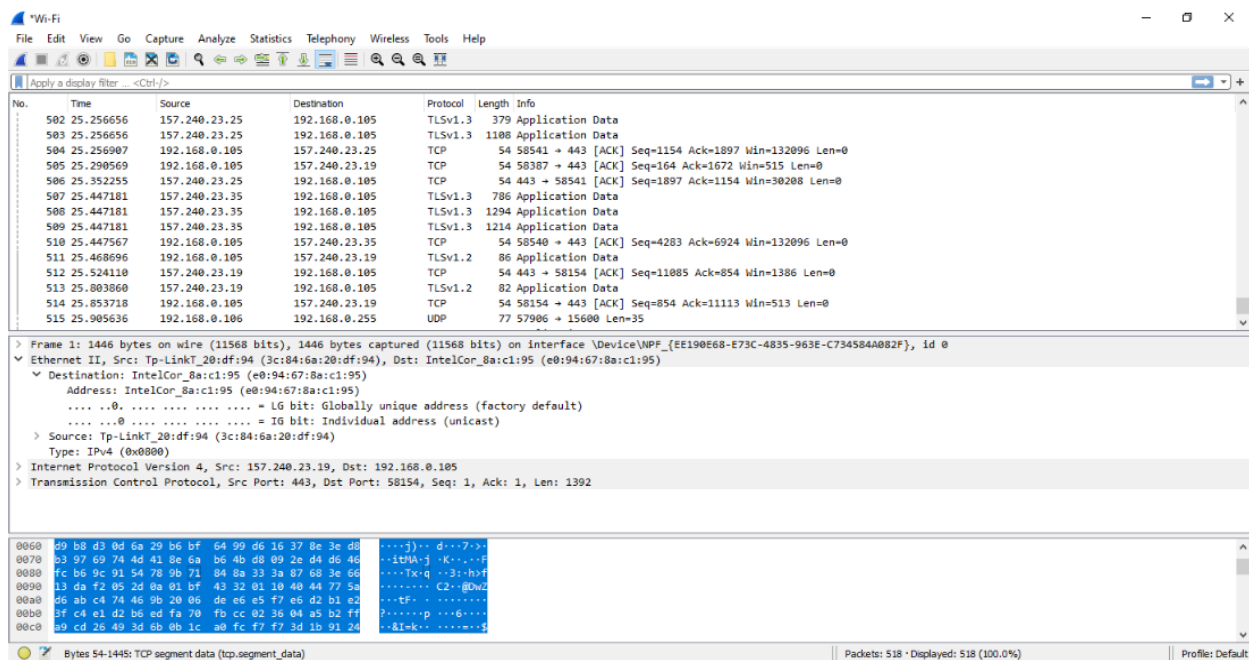 *Wi-Fi
File Edit View Go Capture Analyze Statistics Telephony Wireless Tools Help
Apply a display filter ... <Ctrl-/>
No. Time Source Destination Protocol Length Info
502 25.256656 157.240.23.25 192.168.0.105 TLSv1.3 379 Application Data
503 25.256656 157.240.23.25 192.168.0.105 TLSv1.3 1108 Application Data
504 25.256907 192.168.0.105 157.240.23.25 TCP 54 58541 → 443 [ACK] Seq=1154 Ack=1897 Win=132096 Len=0
505 25.290569 192.168.0.105 157.240.23.19 TCP 54 58387 → 443 [ACK] Seq=164 Ack=1672 Win=515 Len=0
506 25.352255 157.240.23.25 192.168.0.105 TCP 54 443 → 58541 [ACK] Seq=1897 Ack=1154 Win=30208 Len=0
507 25.447181 157.240.23.35 192.168.0.105 TLSv1.3 786 Application Data
508 25.447181 157.240.23.35 192.168.0.105 TLSv1.3 1294 Application Data
509 25.447181 157.240.23.35 192.168.0.105 TLSv1.3 1214 Application Data
510 25.447567 192.168.0.105 157.240.23.35 TCP 54 58540 → 443 [ACK] Seq=4283 Ack=6924 Win=132096 Len=0
511 25.468696 192.168.0.105 157.240.23.19 TLSv1.2 86 Application Data
512 25.524110 157.240.23.19 192.168.0.105 TCP 54 443 → 58154 [ACK] Seq=11085 Ack=854 Win=1386 Len=0
513 25.803860 157.240.23.19 192.168.0.105 TLSv1.2 82 Application Data
514 25.853718 192.168.0.105 157.240.23.19 TCP 54 58154 → 443 [ACK] Seq=854 Ack=11113 Win=513 Len=0
515 25.905636 192.168.0.106 192.168.0.255 UDP 77 57906 → 15600 Len=35
> Frame 1: 1446 bytes on wire (11568 bits), 1446 bytes captured (11568 bits) on interface \Device\NPF_{EE190E68-E73C-4835-963E-C734584A082F}, id 0
Ethernet II, Src: Tp-LinkT_20:df:94 (3c:84:6a:20:df:94), Dst: IntelCor_8a:c1:95 (e0:94:67:8a:c1:95)
Destination: IntelCor_8a:c1:95 (e0:94:67:8a:c1:95)
Address: IntelCor_8a:c1:95 (e0:94:67:8a:c1:95)
.... ..0. .... .... .... .... = LG bit: Globally unique address (factory default)
.... ...0 .... .... .... .... = IG bit: Individual address (unicast)
> Source: Tp-LinkT_20:df:94 (3c:84:6a:20:df:94)
Type: IPv4 (0x0800)
> Internet Protocol Version 4, Src: 157.240.23.19, Dst: 192.168.0.105
> Transmission Control Protocol, Src Port: 443, Dst Port: 58154, Seq: 1, Ack: 1, Len: 1392
0060 d9 b8 d3 0d 6a 29 b6 bf 64 99 d6 16 37 8e 3e d8 ····j)·· d···7·>·
0070 b3 97 69 74 4d 41 8e 6a b6 4b d8 09 2e d4 d6 46 ··itMA·j ·K··.··F
0080 fc b6 9c 91 54 78 9b 71 84 8a 33 3a 87 68 3e 66 ····Tx·q ··3:·h>f
0090 13 da f2 05 2d 0a 01 bf 43 32 01 10 40 44 77 5a ····-··· C2··@DwZ
00a0 d6 ab c4 74 46 9b 20 06 de e6 e5 f7 e6 d2 b1 e2 ···tF· · ········
00b0 3f c4 e1 d2 b6 ed fa 70 fb cc 02 36 04 a5 b2 ff ?······p ···6····
00c0 a9 cd 26 49 3d 6b 0b 1c a0 fc f7 f7 3d 1b 91 24 ··&I=k·· ····=··$
Bytes 54-1445: TCP segment data (tcp.segment_data) Packets: 518 · Displayed: 518 (100.0%) Profile: Default